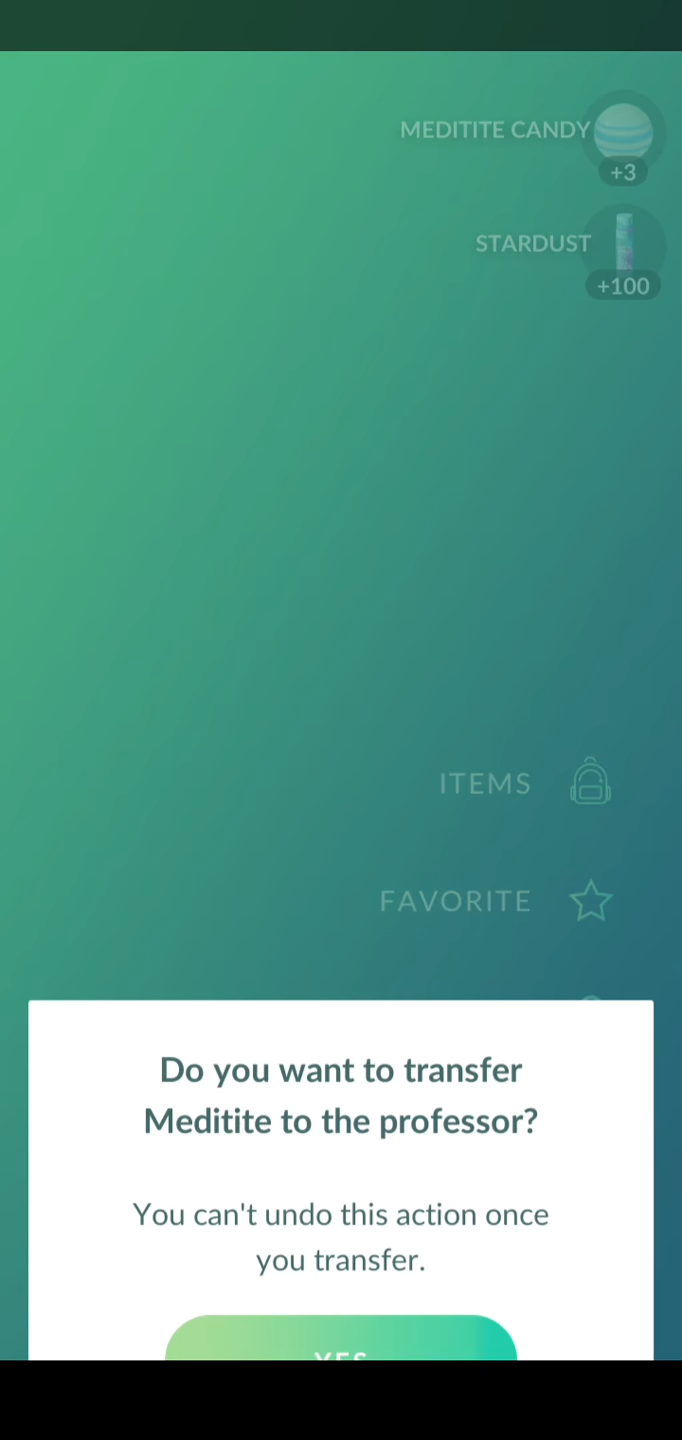 MEDITITE CANDY
+3
STARDUST
+100
ITEMS
FAVORITE
Do you want to transfer
Meditite to the professor?
You can't undo this action once
you transfer.
YES